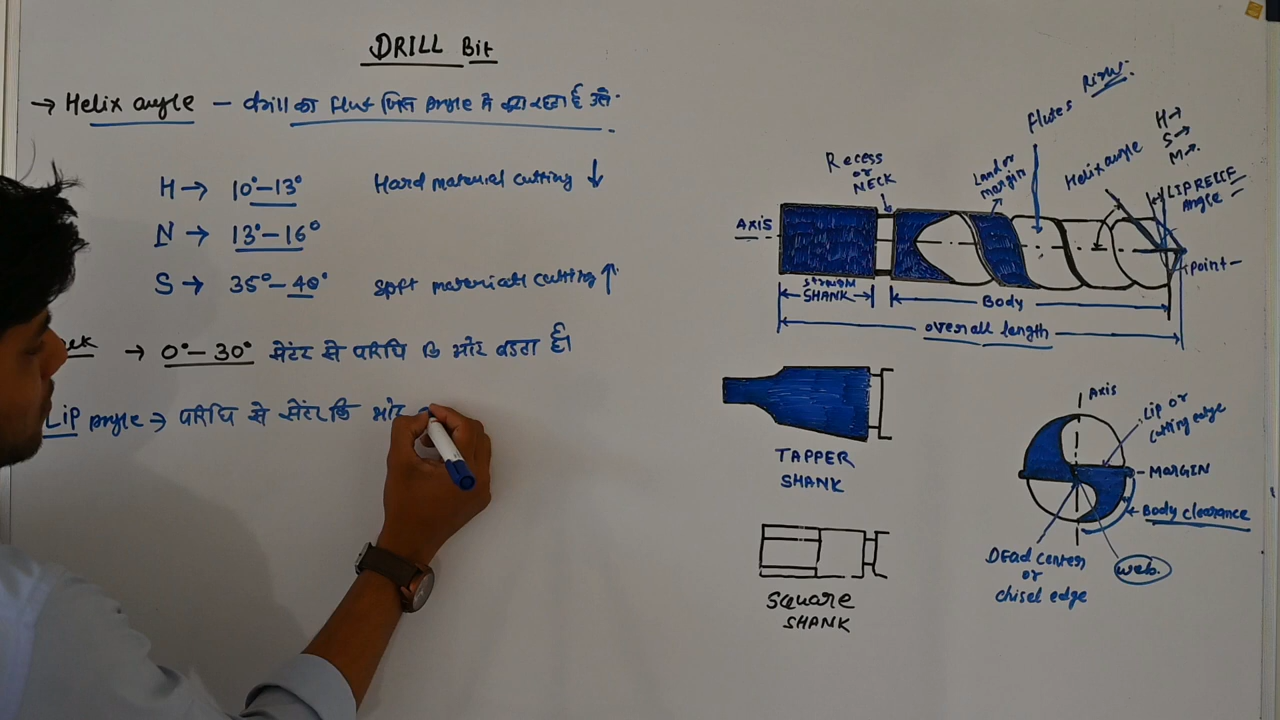 DRILL Bit
→ Helix angle - drill का flut जिस angle में कटा रहता है उसे.
H → 10°-13° Hard material cutting ↓
N → 13°-16°
S → 35°-40° soft material cutting ↑
→ 0°-30° सेंटर से परिधि कि ओर बडता है।
LiP angle → परिधि से सेंटर कि ओर
Flutes
H→
S→
M→
Helix angle
LIP RELIEF
Angle
Land or
margin
Recess
or
NECK
AXIS
Point
SHANK
Body
overall length
TAPPER
SHANK
Square
SHANK
Axis
Lip or
cutting edge
MARGIN
Body clearance
DEad center
or
chisel edge
web.